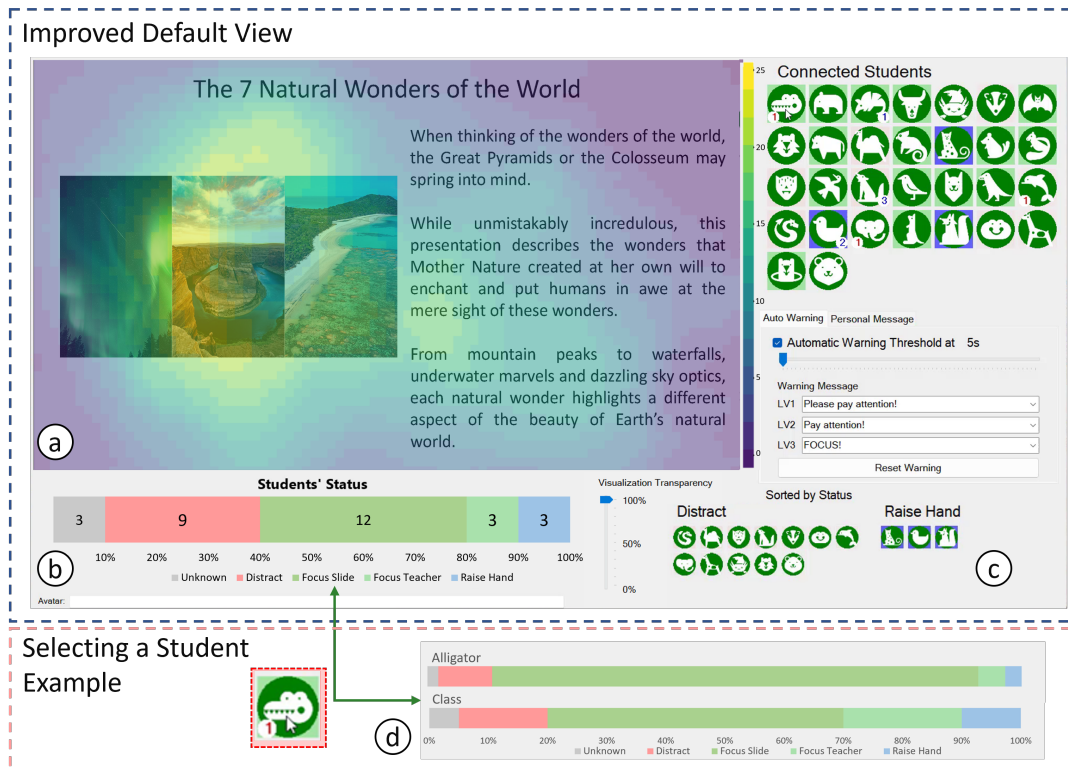 Improved Default View
The 7 Natural Wonders of the World
When thinking of the wonders of the world,
the Great Pyramids or the Colosseum may
spring into mind.
While unmistakably incredulous, this
presentation describes the wonders that
Mother Nature created at her own will to
enchant and put humans in awe at the
mere sight of these wonders.
From mountain peaks to waterfalls,
underwater marvels and dazzling sky optics,
each natural wonder highlights a different
aspect of the beauty of Earth's natural
world.
a
25
20
15
10
5
0
Connected Students
1
1
3
1
2
1
Auto Warning Personal Message
Automatic Warning Threshold at 5s
Warning Message
LV1 Please pay attention!
LV2 Pay attention!
LV3 FOCUS!
Reset Warning
Students' Status
3 9 12 3 3
10% 20% 30% 40% 50% 60% 70% 80% 90% 100%
b
Unknown Distract Focus Slide Focus Teacher Raise Hand
Avatar:
Visualization Transparency
100%
50%
0%
Sorted by Status
Distract Raise Hand
c
Selecting a Student
Example
1
d
Alligator
Class
0% 10% 20% 30% 40% 50% 60% 70% 80% 90% 100%
Unknown Distract Focus Slide Focus Teacher Raise Hand